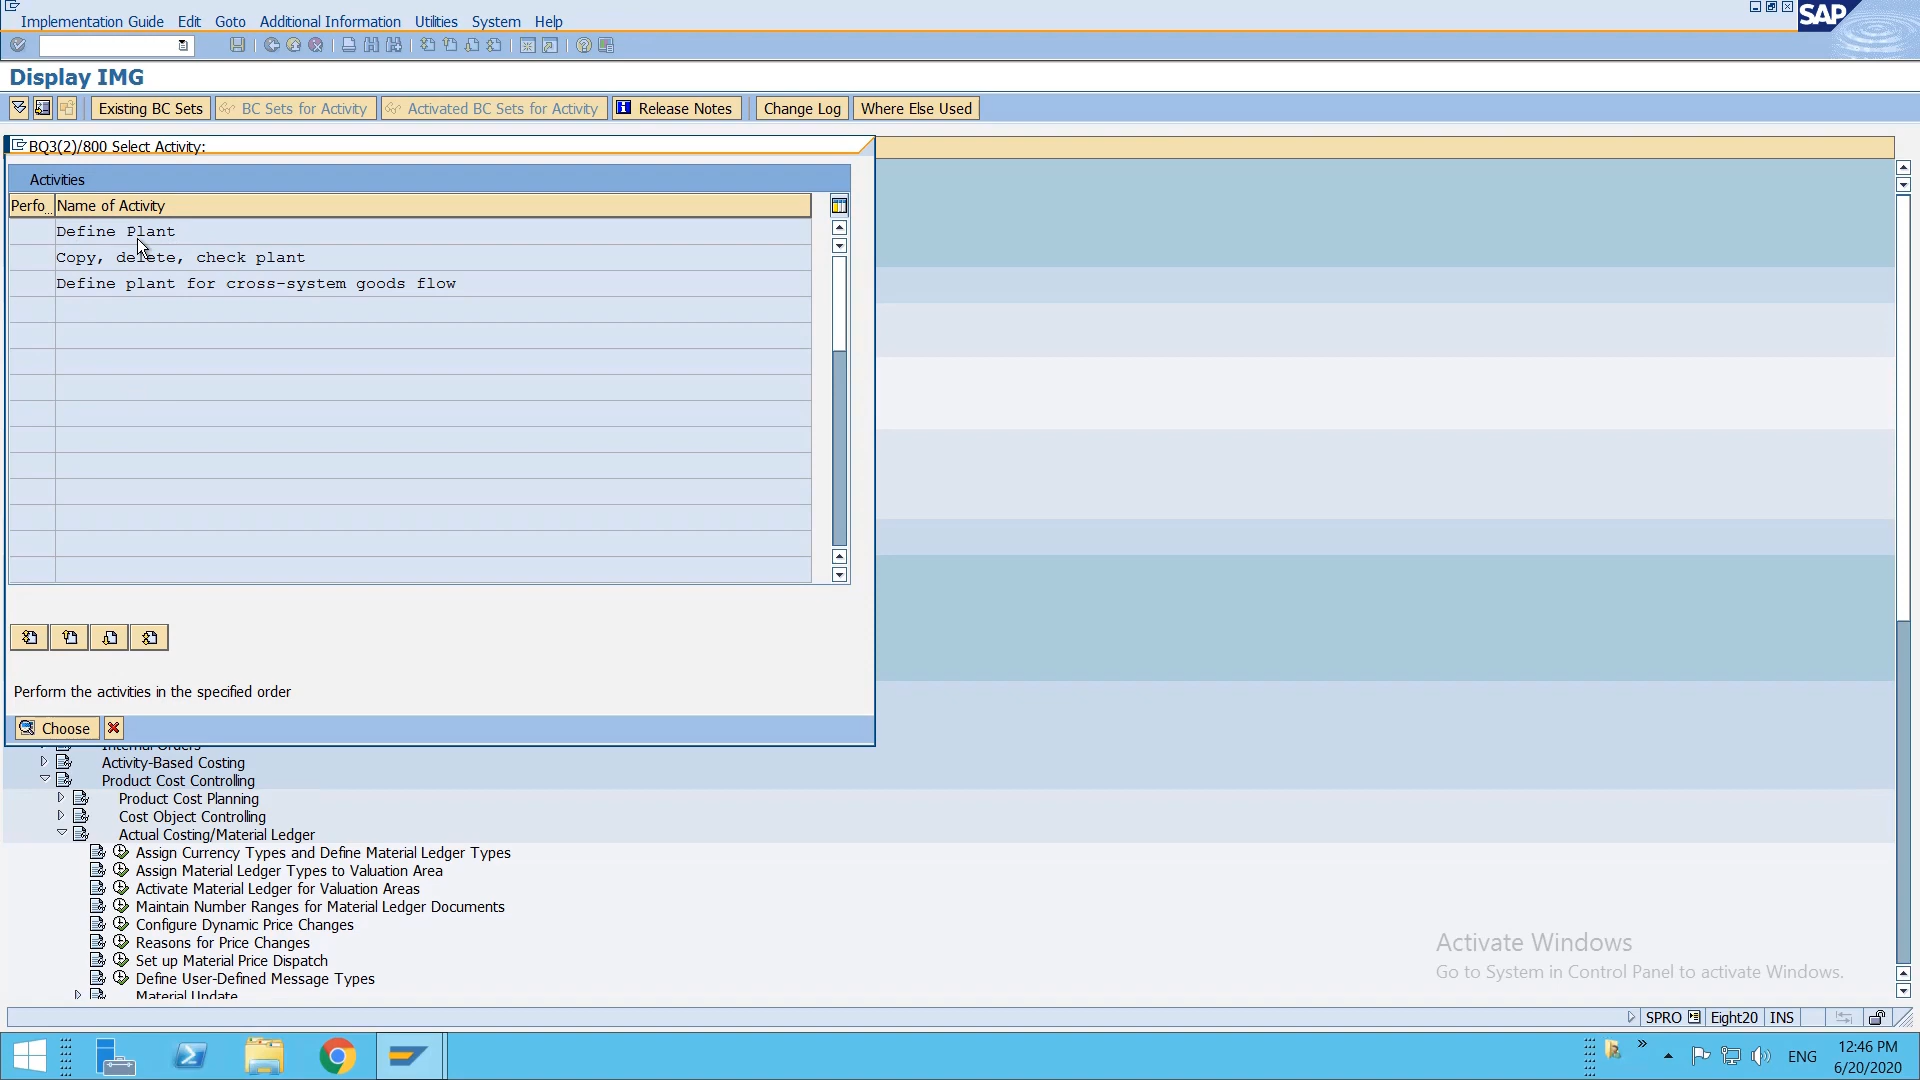 Implementation Guide Edit Goto Additional Information Utilities System Help
SAP
Display IMG
Existing BC Sets BC Sets for Activity Activated BC Sets for Activity Release Notes Change Log Where Else Used
BQ3(2)/800 Select Activity:
Activities
Perfo.. Name of Activity
Define Plant
Copy, delete, check plant
Define plant for cross-system goods flow
Perform the activities in the specified order
Choose
Internal Orders
Activity-Based Costing
Product Cost Controlling
Product Cost Planning
Cost Object Controlling
Actual Costing/Material Ledger
Assign Currency Types and Define Material Ledger Types
Assign Material Ledger Types to Valuation Area
Activate Material Ledger for Valuation Areas
Maintain Number Ranges for Material Ledger Documents
Configure Dynamic Price Changes
Reasons for Price Changes
Set up Material Price Dispatch
Define User-Defined Message Types
Material Update
Activate Windows
Go to System in Control Panel to activate Windows.
SPRO Eight20 INS
ENG
12:46 PM
6/20/2020